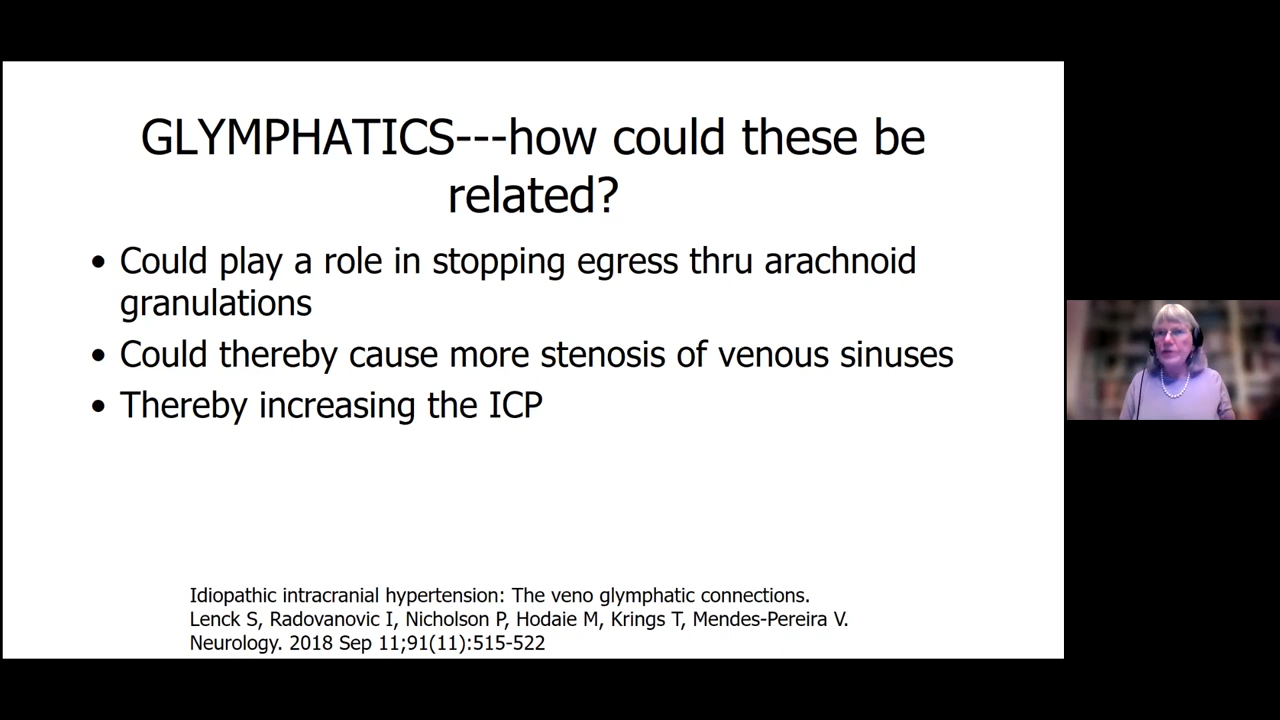 GLYMPHATICS---how could these be
related?
• Could play a role in stopping egress thru arachnoid
granulations
• Could thereby cause more stenosis of venous sinuses
• Thereby increasing the ICP
Idiopathic intracranial hypertension: The veno glymphatic connections.
Lenck S, Radovanovic I, Nicholson P, Hodaie M, Krings T, Mendes-Pereira V.
Neurology. 2018 Sep 11;91(11):515-522